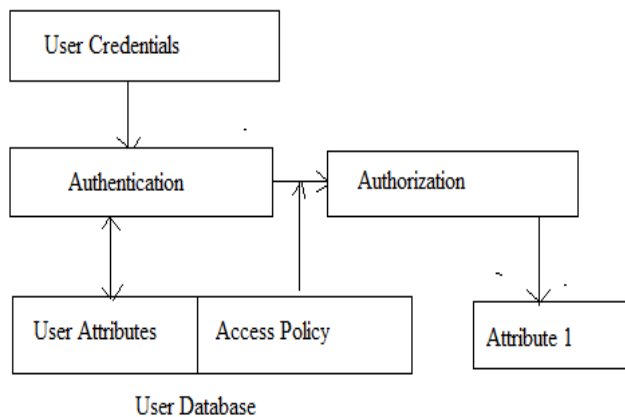 User Credentials
Authentication
Authorization
User Attributes
Access Policy
Attribute 1
User Database